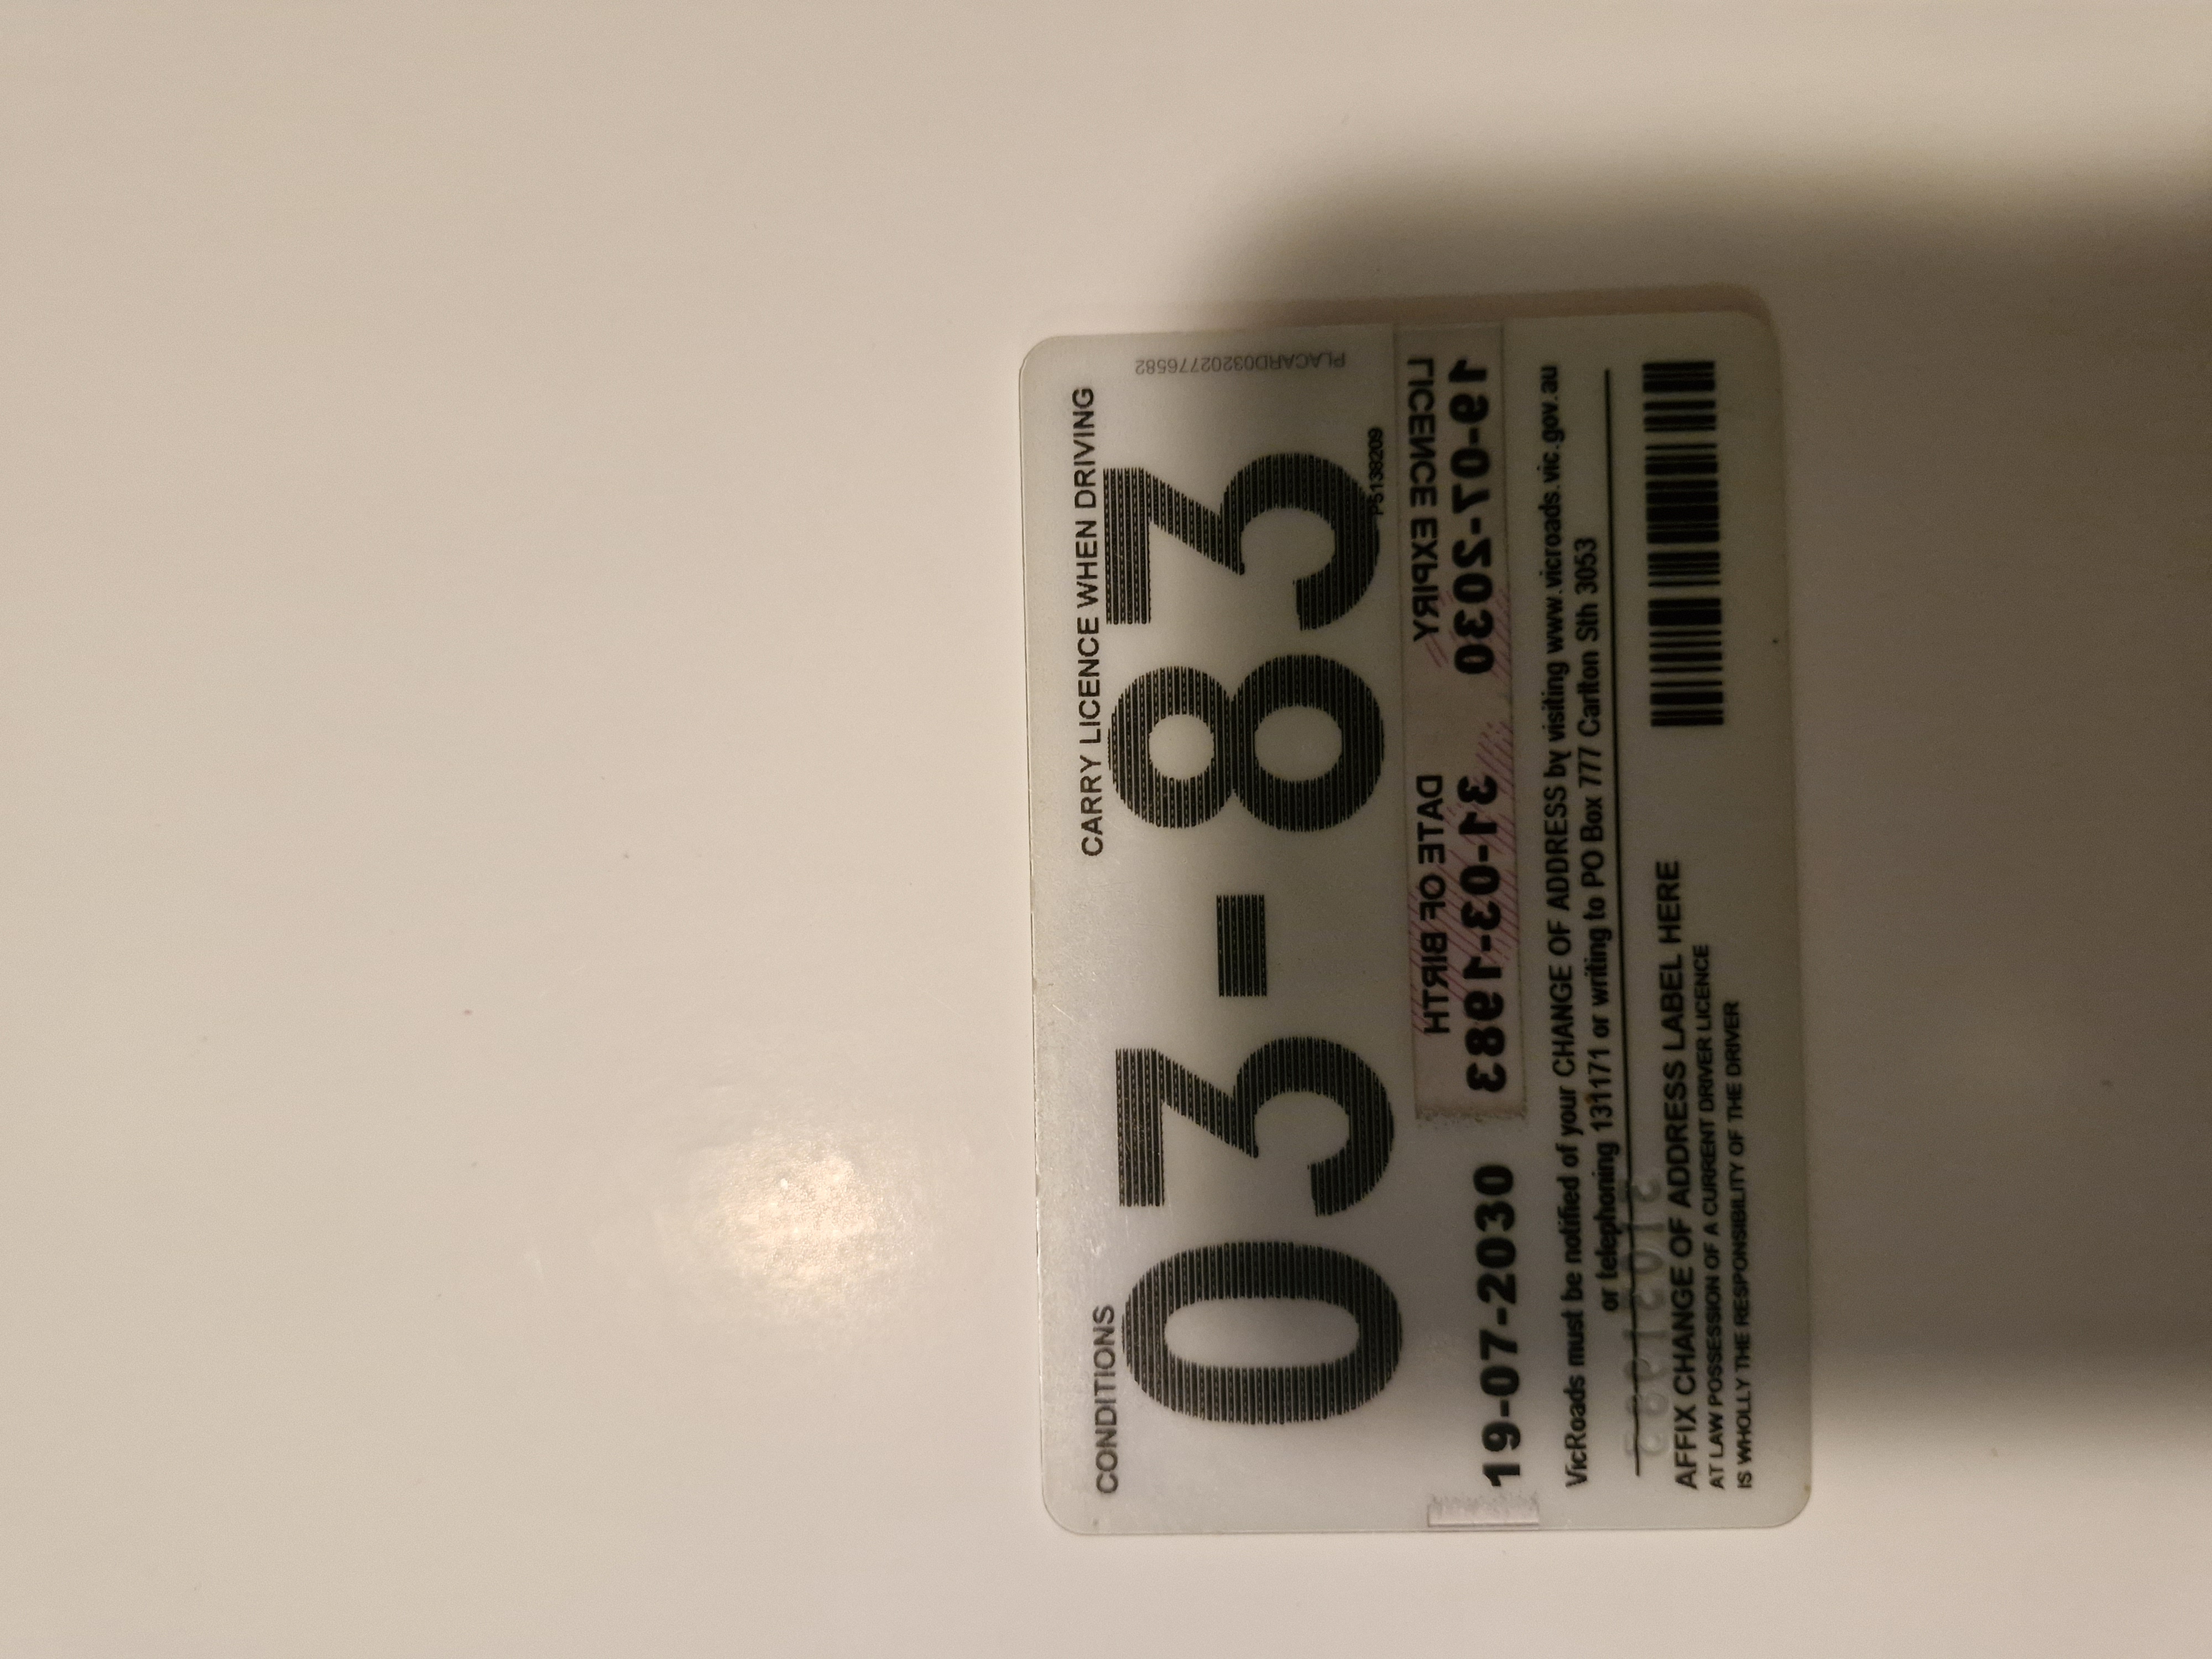 CONDITIONS CARRY LICENCE WHEN DRIVING
PLACARD03202776582
03-83
P5138209
DATE OF BIRTH LICENCE EXPIRY
19-07-2030 31-03-1983 19-07-2030
VicRoads must be notified of your CHANGE OF ADDRESS by visiting www.vicroads.vic.gov.au
or telephoning 131171 or writing to PO Box 777 Carlton Sth 3053
AFFIX CHANGE OF ADDRESS LABEL HERE
AT LAW POSSESSION OF A CURRENT DRIVER LICENCE
IS WHOLLY THE RESPONSIBILITY OF THE DRIVER